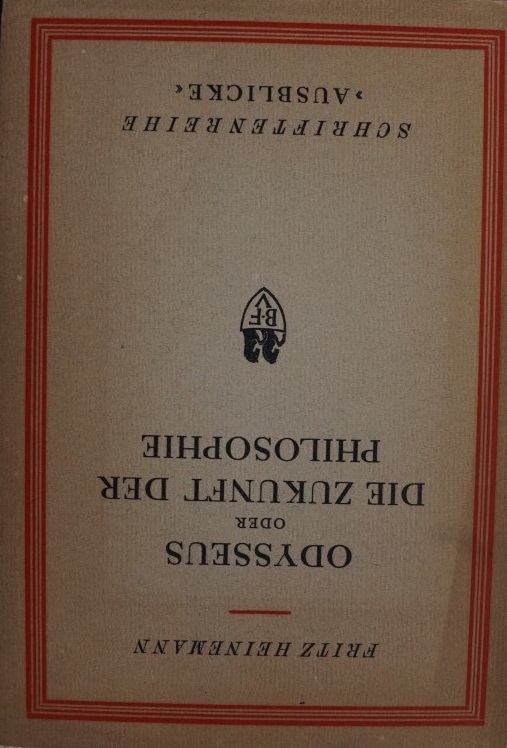 FRITZ HEINEMANN
ODYSSEUS
ODER
DIE ZUKUNFT DER
PHILOSOPHIE
B·F
V
SCHRIFTENREIHE
›AUSBLICKE‹